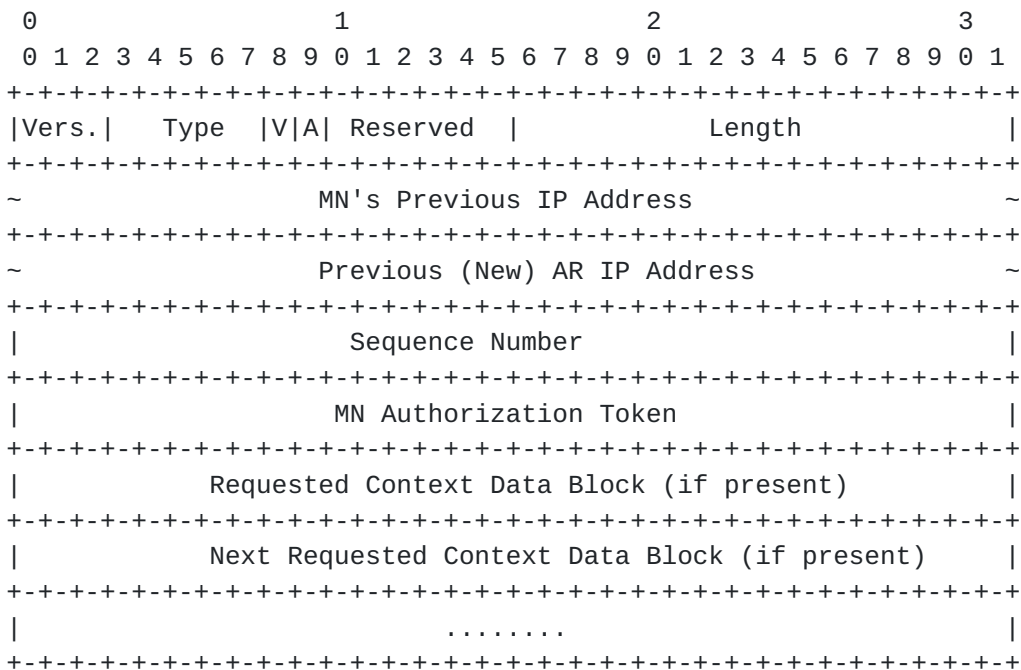 0                   1                   2                   3
 0 1 2 3 4 5 6 7 8 9 0 1 2 3 4 5 6 7 8 9 0 1 2 3 4 5 6 7 8 9 0 1
+-+-+-+-+-+-+-+-+-+-+-+-+-+-+-+-+-+-+-+-+-+-+-+-+-+-+-+-+-+-+-+-+
|Vers.|   Type  |V|A| Reserved  |            Length             |
+-+-+-+-+-+-+-+-+-+-+-+-+-+-+-+-+-+-+-+-+-+-+-+-+-+-+-+-+-+-+-+-+
~                   MN's Previous IP Address                    ~
+-+-+-+-+-+-+-+-+-+-+-+-+-+-+-+-+-+-+-+-+-+-+-+-+-+-+-+-+-+-+-+-+
~                   Previous (New) AR IP Address                ~
+-+-+-+-+-+-+-+-+-+-+-+-+-+-+-+-+-+-+-+-+-+-+-+-+-+-+-+-+-+-+-+-+
|                     Sequence Number                           |
+-+-+-+-+-+-+-+-+-+-+-+-+-+-+-+-+-+-+-+-+-+-+-+-+-+-+-+-+-+-+-+-+
|                    MN Authorization Token                     |
+-+-+-+-+-+-+-+-+-+-+-+-+-+-+-+-+-+-+-+-+-+-+-+-+-+-+-+-+-+-+-+-+
|            Requested Context Data Block (if present)          |
+-+-+-+-+-+-+-+-+-+-+-+-+-+-+-+-+-+-+-+-+-+-+-+-+-+-+-+-+-+-+-+-+
|            Next Requested Context Data Block (if present)     |
+-+-+-+-+-+-+-+-+-+-+-+-+-+-+-+-+-+-+-+-+-+-+-+-+-+-+-+-+-+-+-+-+
|                           ........                            |
+-+-+-+-+-+-+-+-+-+-+-+-+-+-+-+-+-+-+-+-+-+-+-+-+-+-+-+-+-+-+-+-+